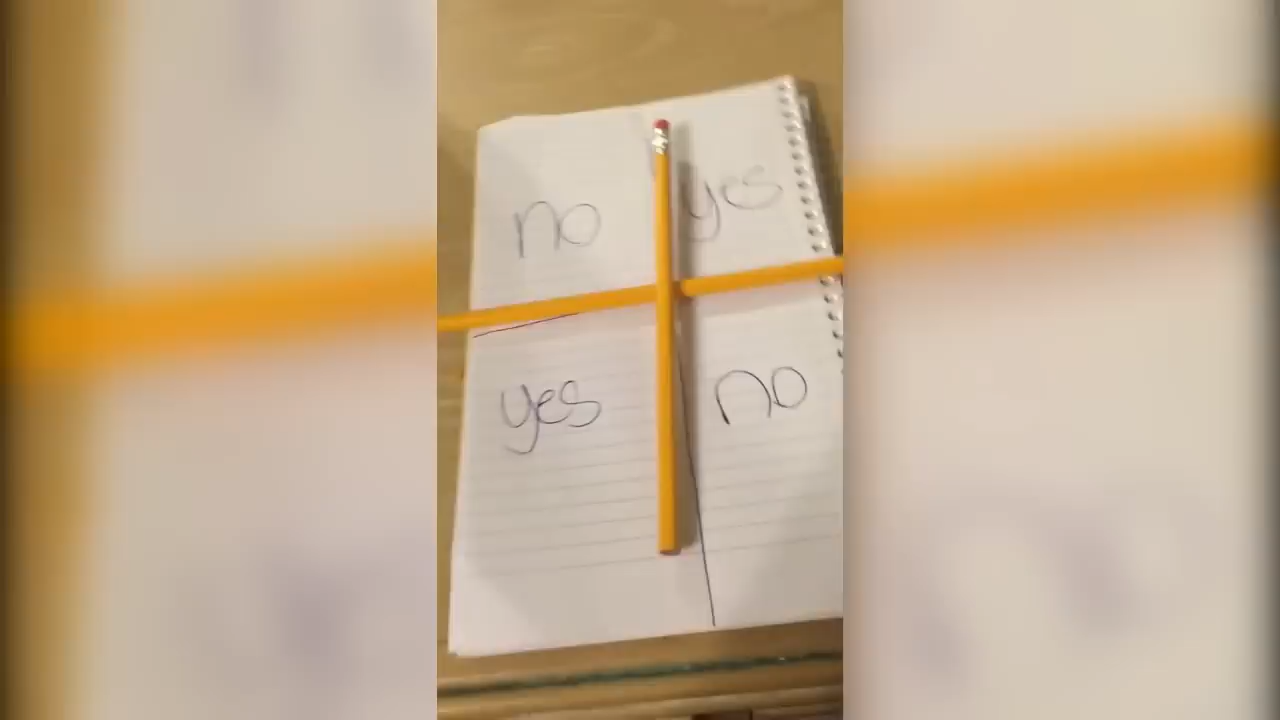 no yes
yes no